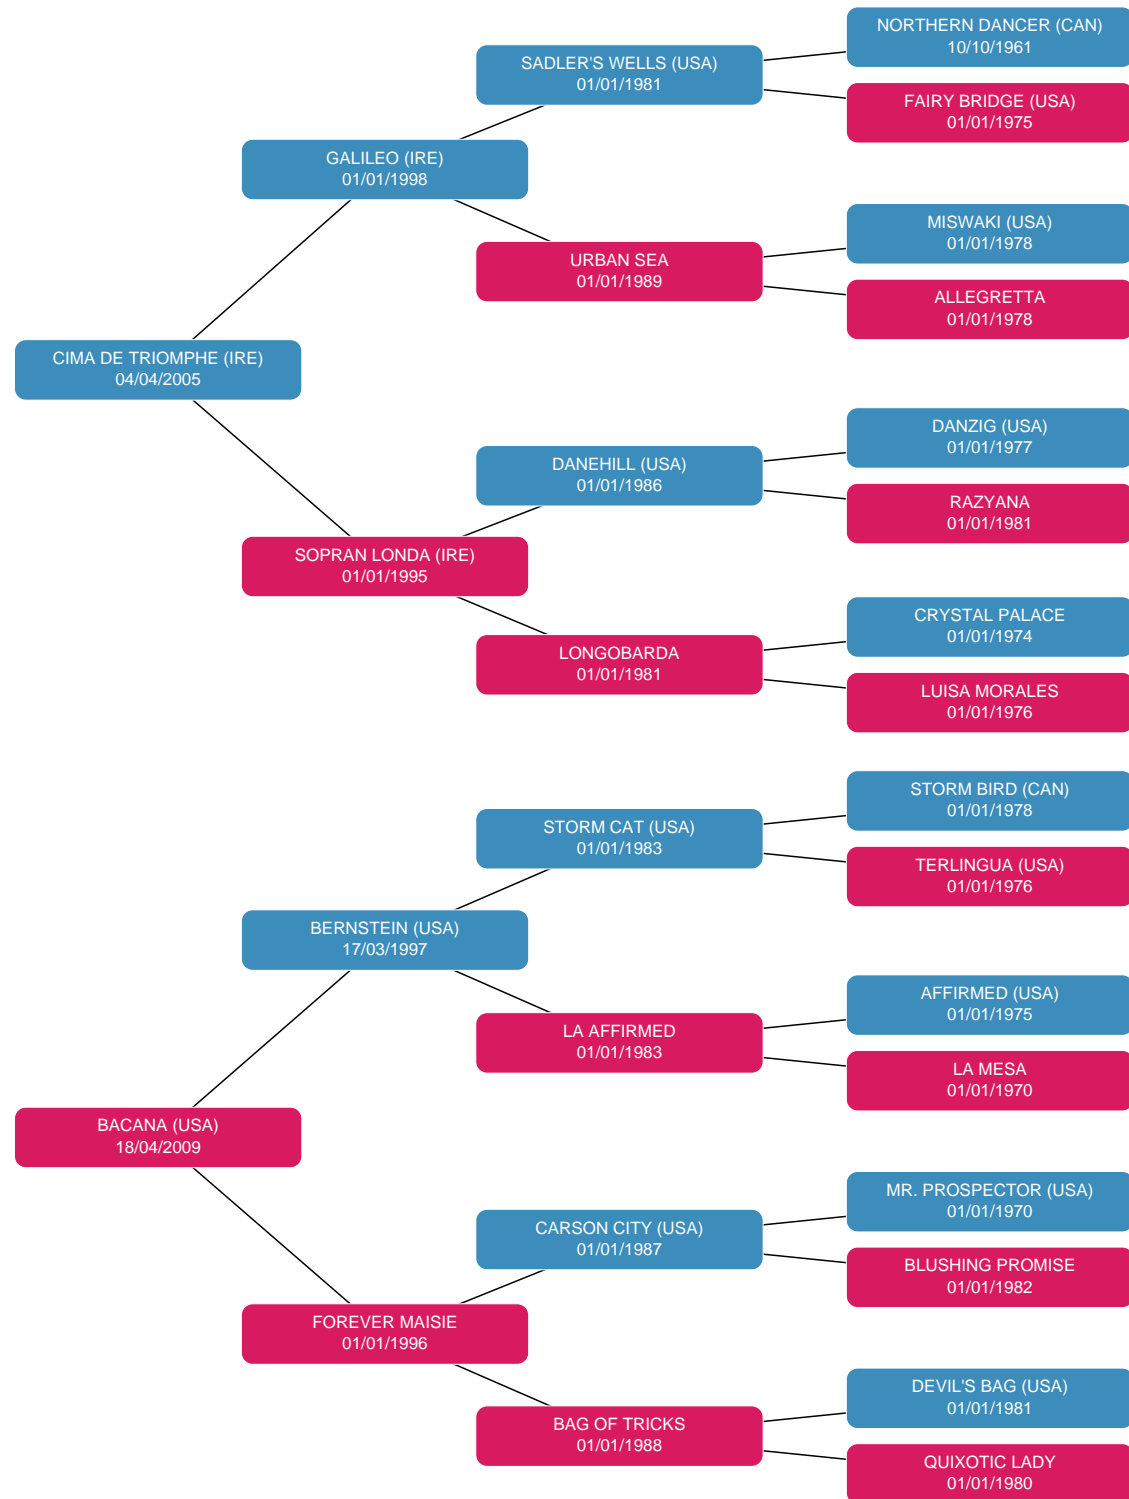 NORTHERN DANCER (CAN)
10/10/1961
SADLER'S WELLS (USA)
01/01/1981
FAIRY BRIDGE (USA)
01/01/1975
GALILEO (IRE)
01/01/1998
MISWAKI (USA)
01/01/1978
URBAN SEA
01/01/1989
ALLEGRETTA
01/01/1978
CIMA DE TRIOMPHE (IRE)
04/04/2005
DANZIG (USA)
01/01/1977
DANEHILL (USA)
01/01/1986
RAZYANA
01/01/1981
SOPRAN LONDA (IRE)
01/01/1995
CRYSTAL PALACE
01/01/1974
LONGOBARDA
01/01/1981
LUISA MORALES
01/01/1976
STORM BIRD (CAN)
01/01/1978
STORM CAT (USA)
01/01/1983
TERLINGUA (USA)
01/01/1976
BERNSTEIN (USA)
17/03/1997
AFFIRMED (USA)
01/01/1975
LA AFFIRMED
01/01/1983
LA MESA
01/01/1970
BACANA (USA)
18/04/2009
MR. PROSPECTOR (USA)
01/01/1970
CARSON CITY (USA)
01/01/1987
BLUSHING PROMISE
01/01/1982
FOREVER MAISIE
01/01/1996
DEVIL'S BAG (USA)
01/01/1981
BAG OF TRICKS
01/01/1988
QUIXOTIC LADY
01/01/1980